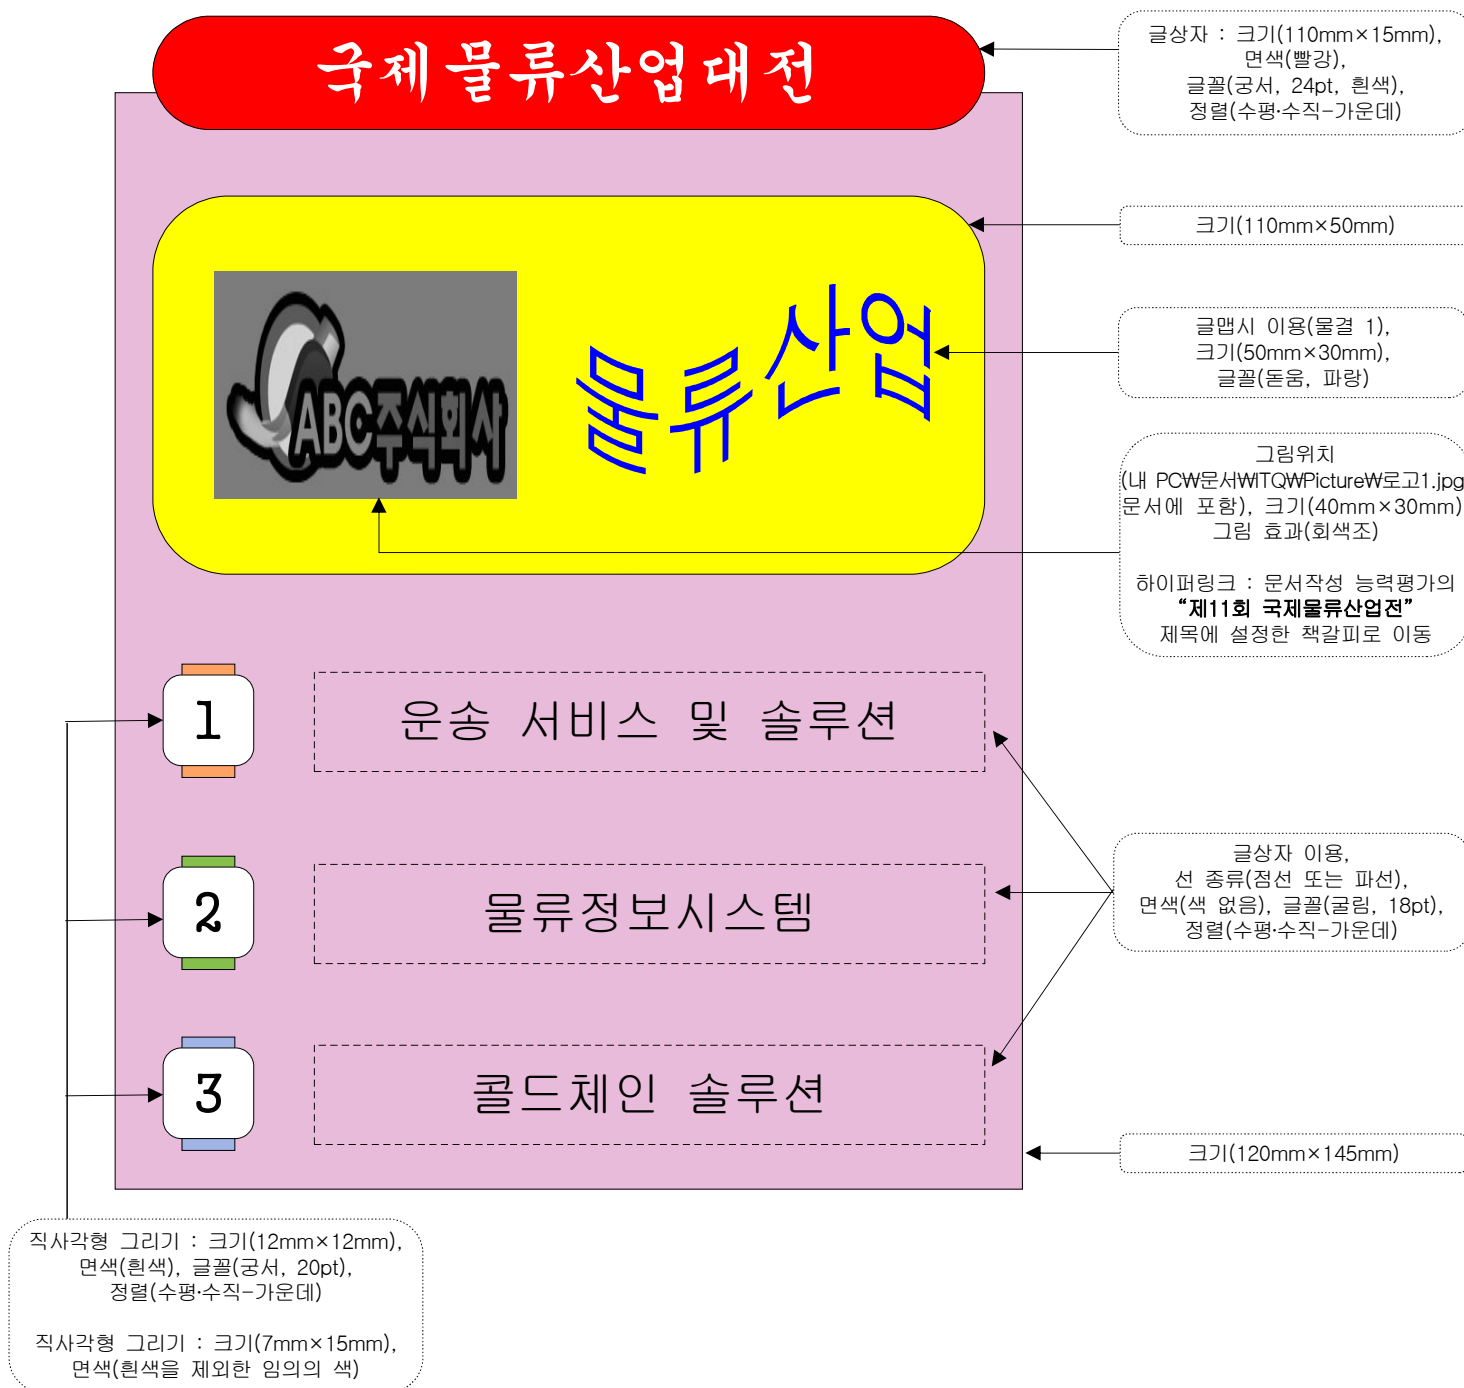 국제물류산업대전
글상자 : 크기(110mm×15mm),
면색(빨강),
글꼴(궁서, 24pt, 흰색),
정렬(수평·수직-가운데)
크기(110mm×50mm)
물류산업
글맵시 이용(물결 1),
크기(50mm×30mm),
글꼴(돋움, 파랑)
ABC주식회사
그림위치
(내 PC₩문서₩ITQ₩Picture₩로고1.jpg
문서에 포함), 크기(40mm×30mm)
그림 효과(회색조)
하이퍼링크 : 문서작성 능력평가의
“제11회 국제물류산업전”
제목에 설정한 책갈피로 이동
1
운송 서비스 및 솔루션
2
물류정보시스템
글상자 이용,
선 종류(점선 또는 파선),
면색(색 없음), 글꼴(굴림, 18pt),
정렬(수평·수직-가운데)
3
콜드체인 솔루션
크기(120mm×145mm)
직사각형 그리기 : 크기(12mm×12mm),
면색(흰색), 글꼴(궁서, 20pt),
정렬(수평·수직-가운데)
직사각형 그리기 : 크기(7mm×15mm),
면색(흰색을 제외한 임의의 색)